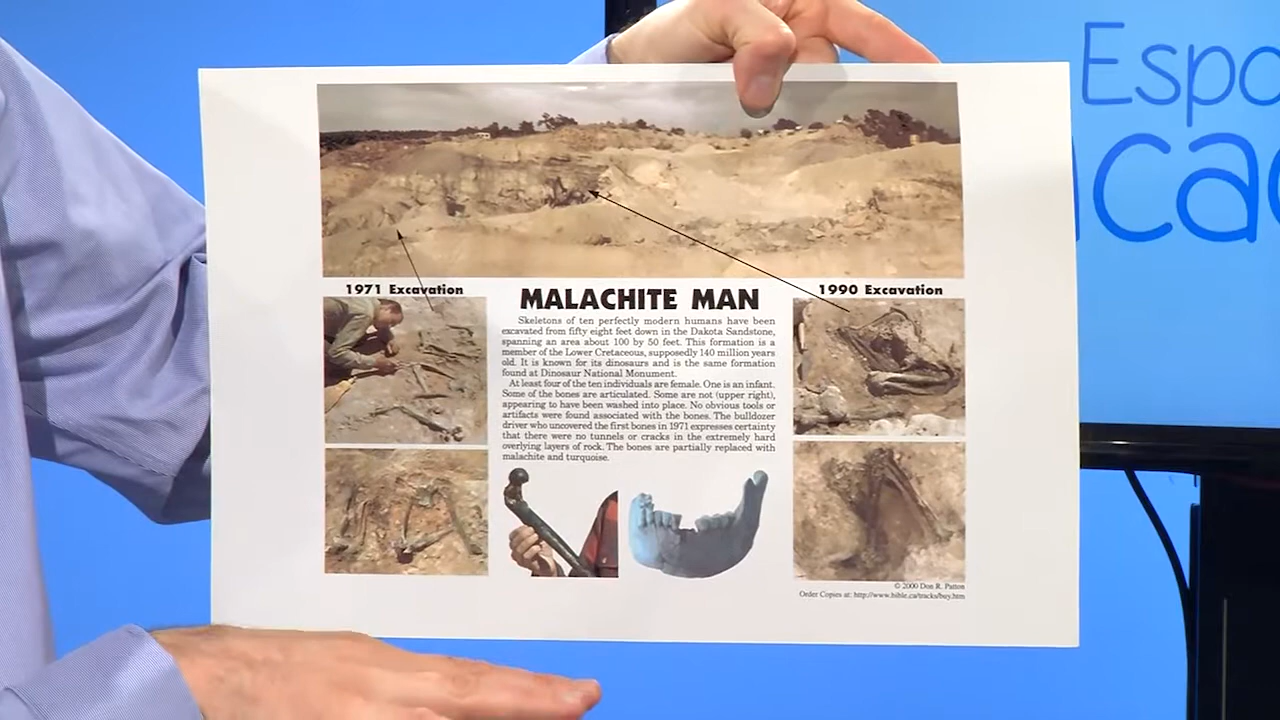 Espa
aca
1971 Excavation
1990 Excavation
MALACHITE MAN
Skeletons of ten perfectly modern humans have been
excavated from fifty eight feet down in the Dakota Sandstone,
spanning an area about 100 by 50 feet. This formation is a
member of the Lower Cretaceous, supposedly 140 million years
old. It is known for its dinosaurs and is the same formation
found at Dinosaur National Monument.
At least four of the ten individuals are female. One is an infant.
Some of the bones are articulated. Some are not (upper right),
appearing to have been washed into place. No obvious tools or
artifacts were found associated with the bones. The bulldozer
driver who uncovered the first bones in 1971 expresses certainty
that there were no tunnels or cracks in the extremely hard
overlying layers of rock. The bones are partially replaced with
malachite and turquoise.
© 2000 Don R. Patton
Order Copies at: http://www.bible.ca/tracks/buy.htm